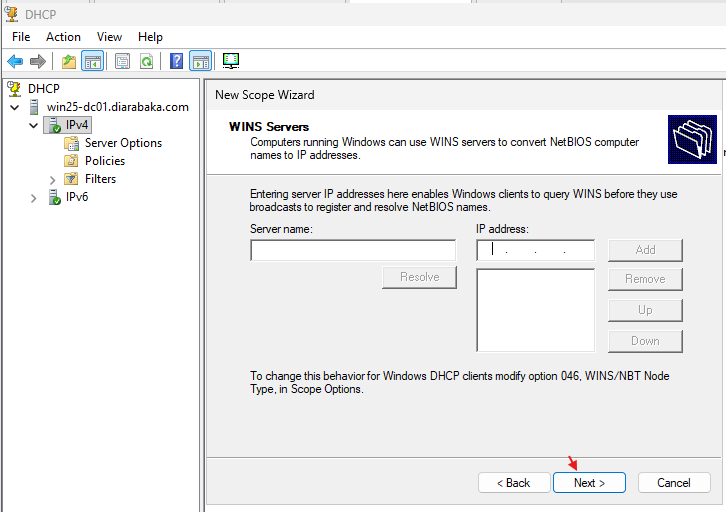 DHCP
File Action View Help
DHCP
win25-dc01.diarabaka.com
IPv4
Server Options
Policies
Filters
IPv6
New Scope Wizard
WINS Servers
Computers running Windows can use WINS servers to convert NetBIOS computer
names to IP addresses.
Entering server IP addresses here enables Windows clients to query WINS before they use
broadcasts to register and resolve NetBIOS names.
Server name: IP address:
. . . Add
Resolve Remove
Up
Down
To change this behavior for Windows DHCP clients modify option 046, WINS/NBT Node
Type, in Scope Options.
< Back Next > Cancel